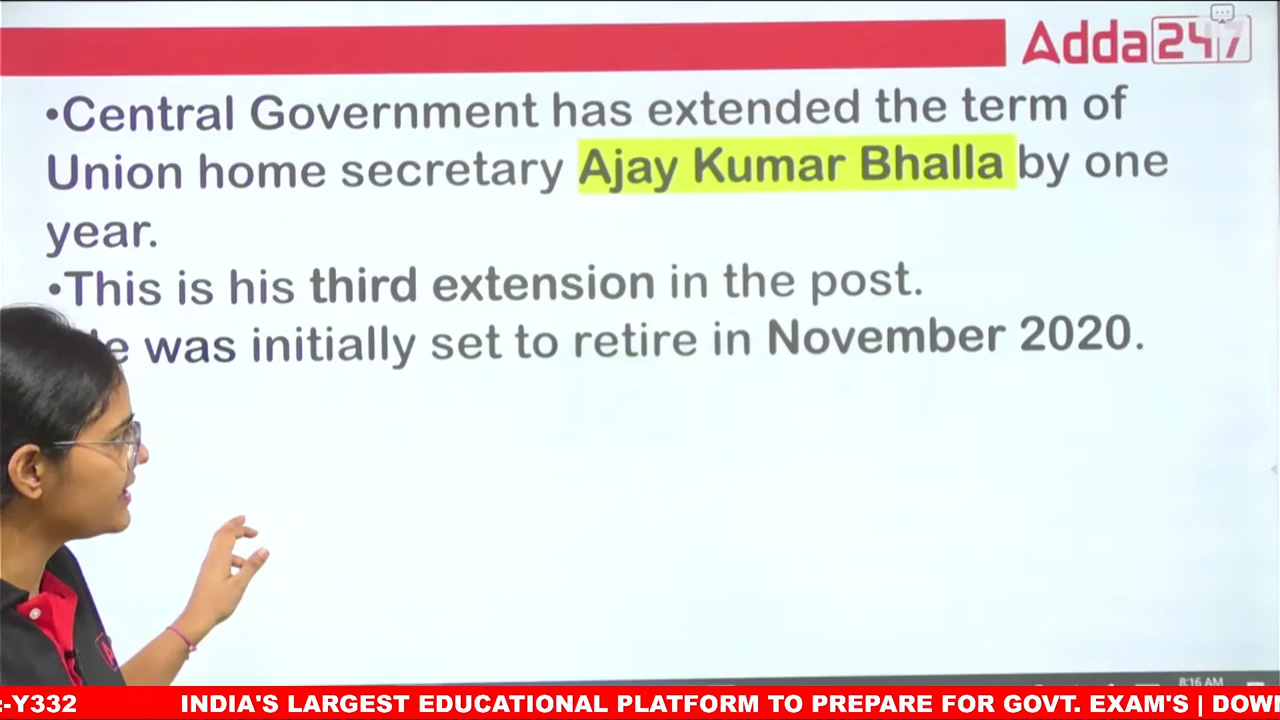 Adda247
•Central Government has extended the term of
Union home secretary Ajay Kumar Bhalla by one
year.
•This is his third extension in the post.
was initially set to retire in November 2020.
8:16 AM
-Y332 INDIA'S LARGEST EDUCATIONAL PLATFORM TO PREPARE FOR GOVT. EXAM'S |